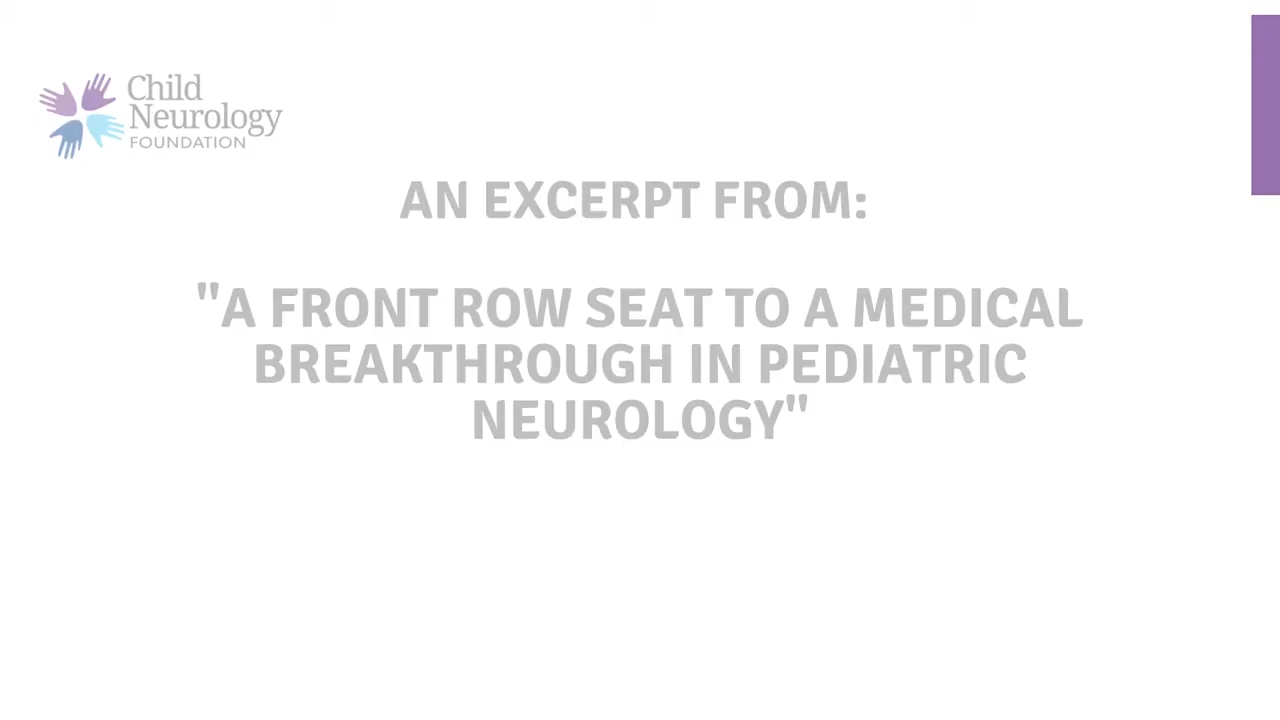 Child
Neurology
FOUNDATION
AN EXCERPT FROM:
"A FRONT ROW SEAT TO A MEDICAL
BREAKTHROUGH IN PEDIATRIC
NEUROLOGY"